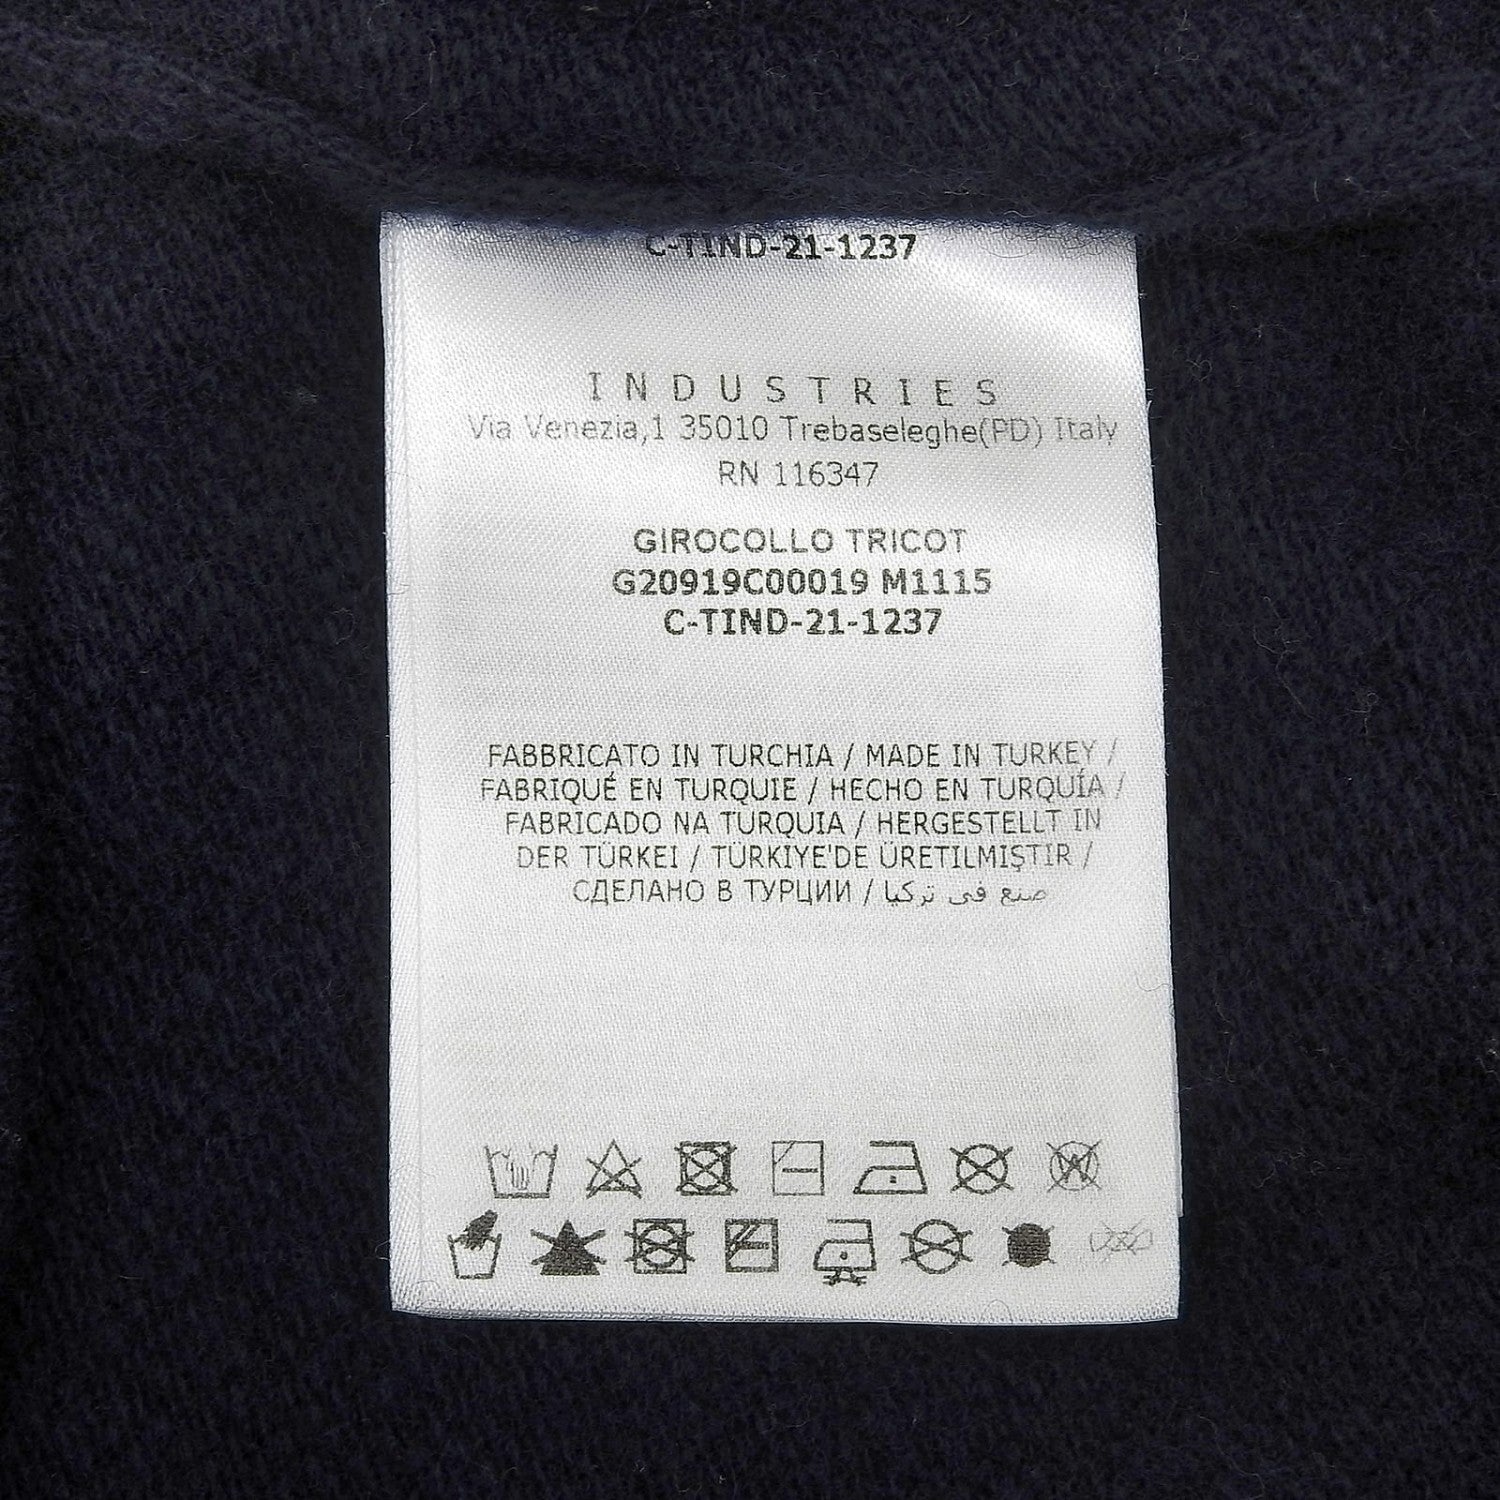 C-TIND-21-1237
INDUSTRIES
Via Venezia,1 35010 Trebaseleghe(PD) Italy
RN 116347
GIROCOLLO TRICOT
G20919C00019 M1115
C-TIND-21-1237
FABBRICATO IN TURCHIA / MADE IN TURKEY /
FABRIQUÉ EN TURQUIE / HECHO EN TURQUÍA /
FABRICADO NA TURQUIA / HERGESTELLT IN
DER TÜRKEI / TÜRKIYE'DE ÜRETILMIŞTIR /
СДЕЛАНО В ТУРЦИИ / صنع في تركيا